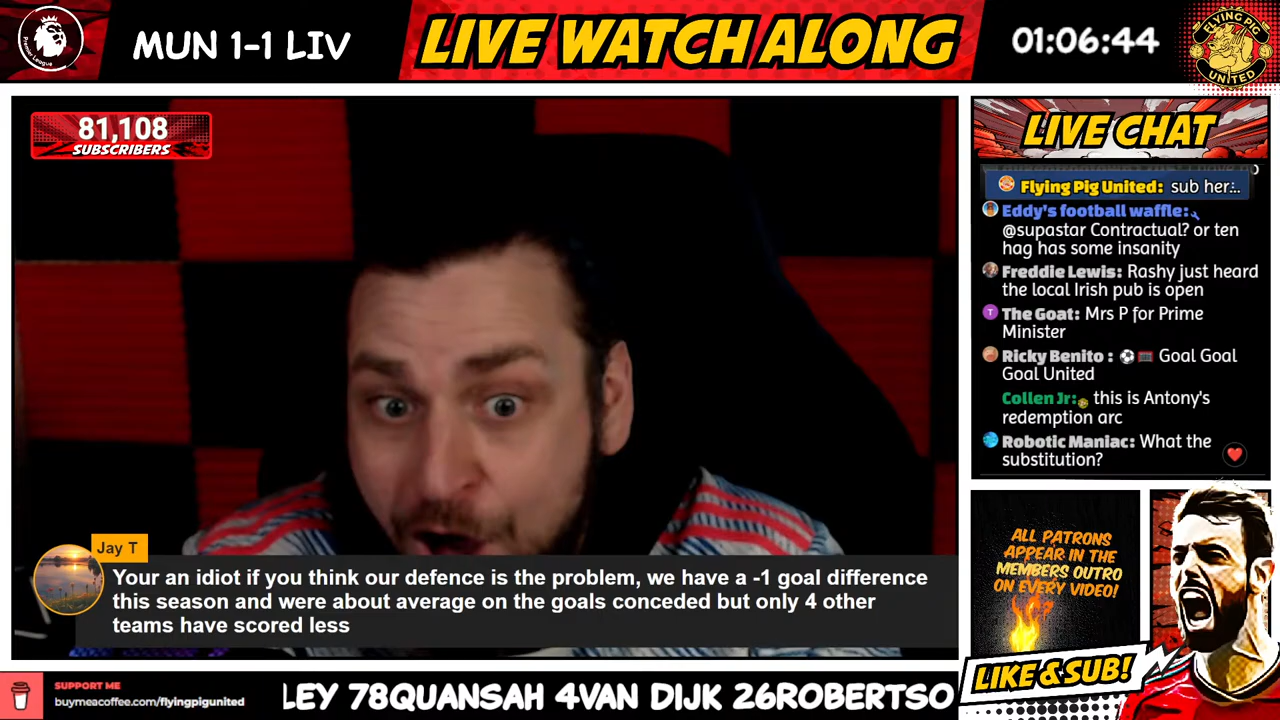 Premier League
MUN 1-1 LIV
LIVE WATCH ALONG
01:06:44
FLYING PIG
UNITED
81,108
SUBSCRIBERS
LIVE CHAT
Flying Pig United: sub her...
Eddy's football waffle:
@supastar Contractual? or ten
hag has some insanity
Freddie Lewis: Rashy just heard
the local Irish pub is open
The Goat: Mrs P for Prime
Minister
Ricky Benito : ⚽🥅 Goal Goal
Goal United
Collen Jr: this is Antony's
redemption arc
Robotic Maniac: What the
substitution?
Jay T
Your an idiot if you think our defence is the problem, we have a -1 goal difference
this season and were about average on the goals conceded but only 4 other
teams have scored less
ALL PATRONS
APPEAR IN THE
MEMBERS OUTRO
ON EVERY VIDEO!
LIKE & SUB!
SUPPORT ME
buymeacoffee.com/flyingpigunited
LEY 78QUANSAH 4VAN DIJK 26ROBERTSO